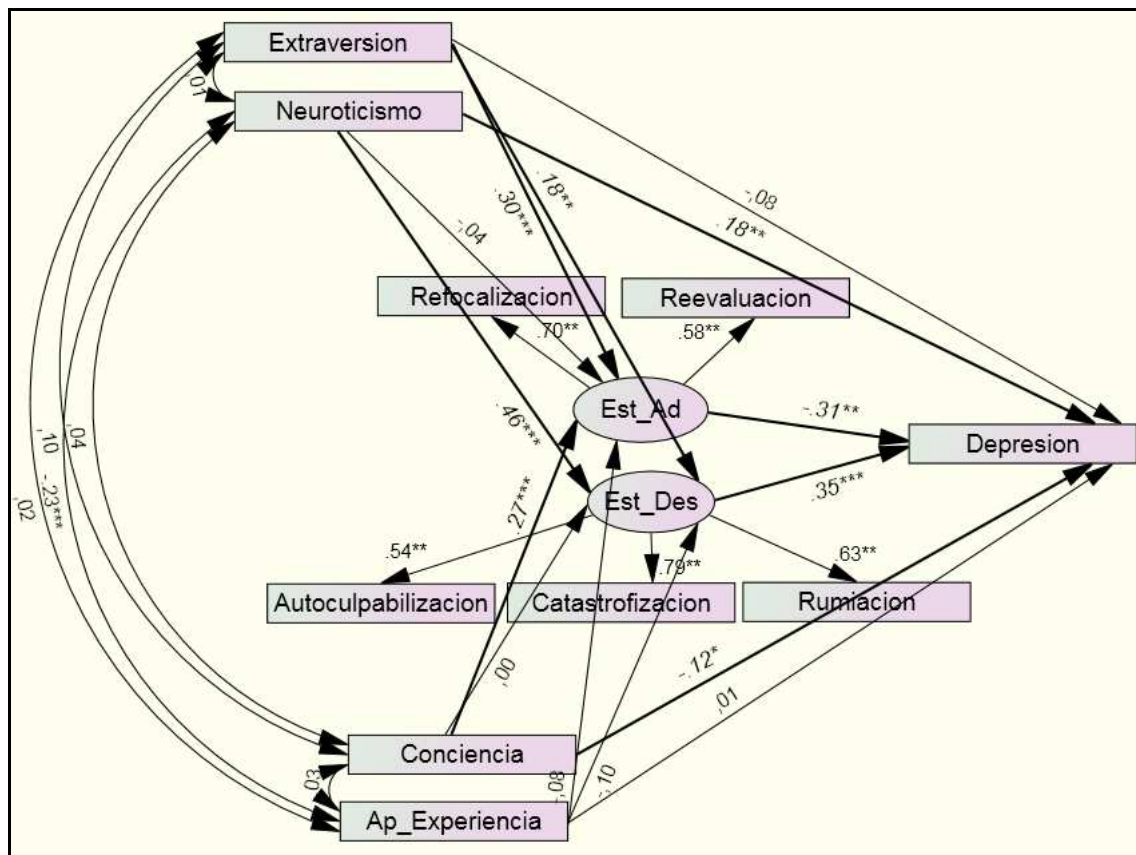 Extraversion
,01
Neuroticismo
-,08
.18**
.30***
.18**
-,04
Refocalizacion
Reevaluacion
.70**
.58**
Est_Ad
-.31**
Depresion
.46***
,04
,10
-.23***
,02
.27***
Est_Des
.35***
.54**
.79**
.63**
Autoculpabilizacion
Catastrofizacion
Rumiacion
,00
-.12*
,01
Conciencia
,03
-,08
-,10
Ap_Experiencia